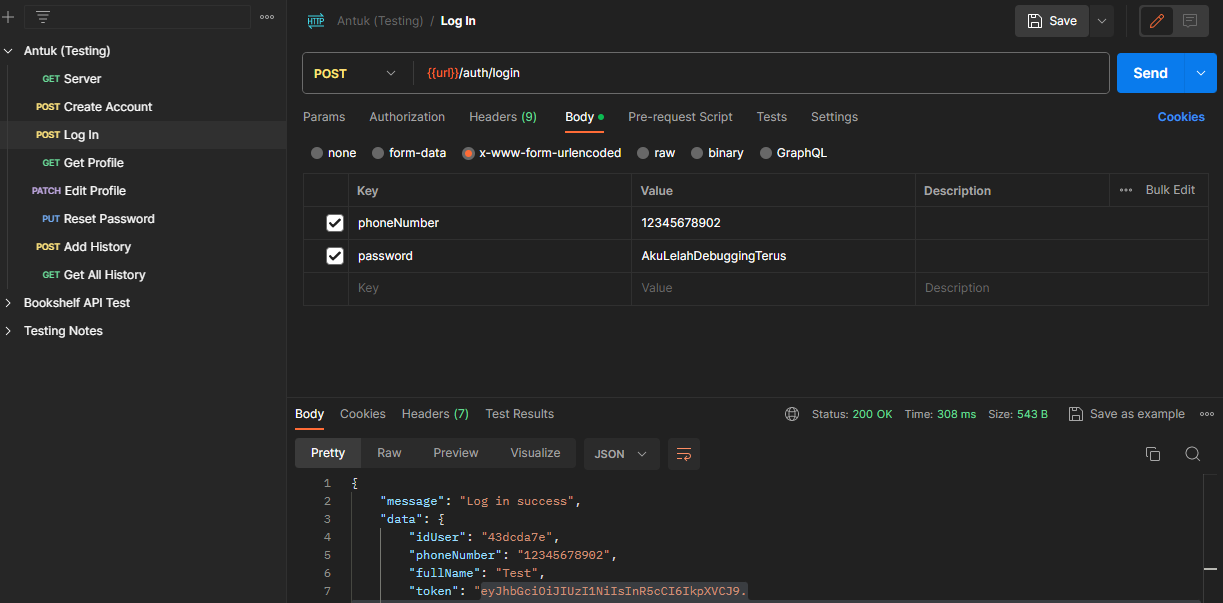 HTTP Antuk (Testing) / Log In Save
Antuk (Testing)
GET Server
POST Create Account
POST Log In
GET Get Profile
PATCH Edit Profile
PUT Reset Password
POST Add History
GET Get All History
Bookshelf API Test
Testing Notes
POST {{url}}/auth/login Send
Params Authorization Headers (9) Body Pre-request Script Tests Settings Cookies
none form-data x-www-form-urlencoded raw binary GraphQL
Key Value Description Bulk Edit
phoneNumber 12345678902
password AkuLelahDebuggingTerus
Key Value Description
Body Cookies Headers (7) Test Results Status: 200 OK Time: 308 ms Size: 543 B Save as example
Pretty Raw Preview Visualize JSON
1 {
2 "message": "Log in success",
3 "data": {
4 "idUser": "43dcda7e",
5 "phoneNumber": "12345678902",
6 "fullName": "Test",
7 "token": "eyJhbGciOiJIUzI1NiIsInR5cCI6IkpXVCJ9.